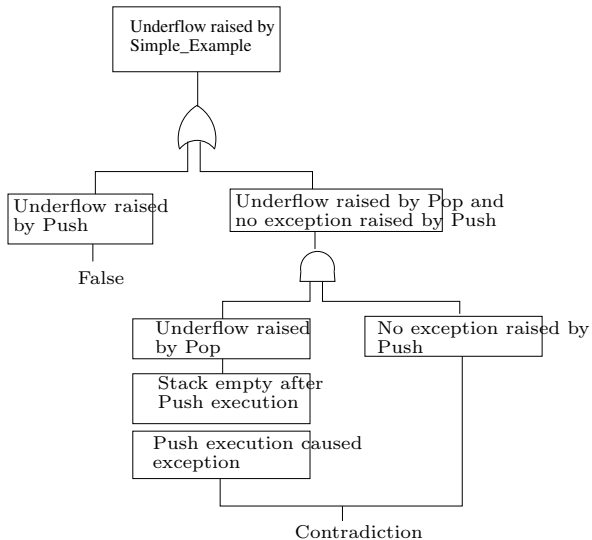 Underflow raised by
Simple_Example
Underflow raised
by Push
Underflow raised by Pop and
no exception raised by Push
False
Underflow raised
by Pop
No exception raised by
Push
Stack empty after
Push execution
Push execution caused
exception
Contradiction